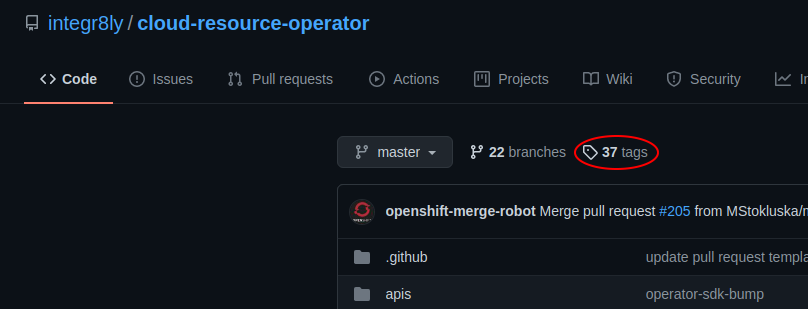 integr8ly / cloud-resource-operator
Code Issues Pull requests Actions Projects Wiki Security
master 22 branches 37 tags
openshift-merge-robot Merge pull request #205 from MStokluska/
.github update pull request templa
apis operator-sdk-bump